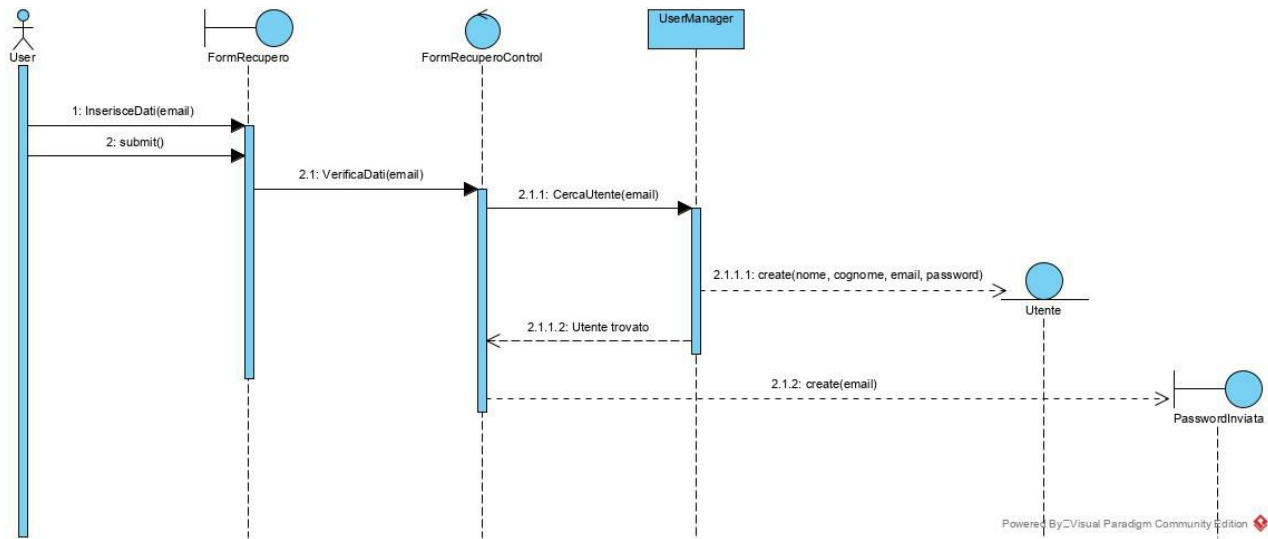 User
FormRecupero
FormRecuperoControl
UserManager
1: InserisceDati(email)
2: submit()
2.1: VerificaDati(email)
2.1.1: CercaUtente(email)
2.1.1.1: create(nome, cognome, email, password)
Utente
2.1.1.2: Utente trovato
2.1.2: create(email)
PasswordInviata
Powered By Visual Paradigm Community Edition